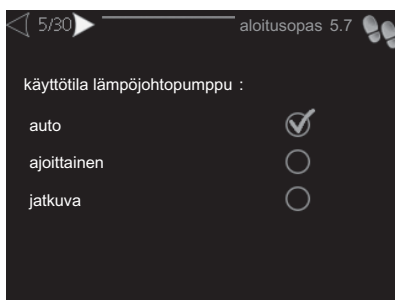 5/30
aloitusopas 5.7
käyttötila lämpöjohtopumppu :
auto
ajoittainen
jatkuva